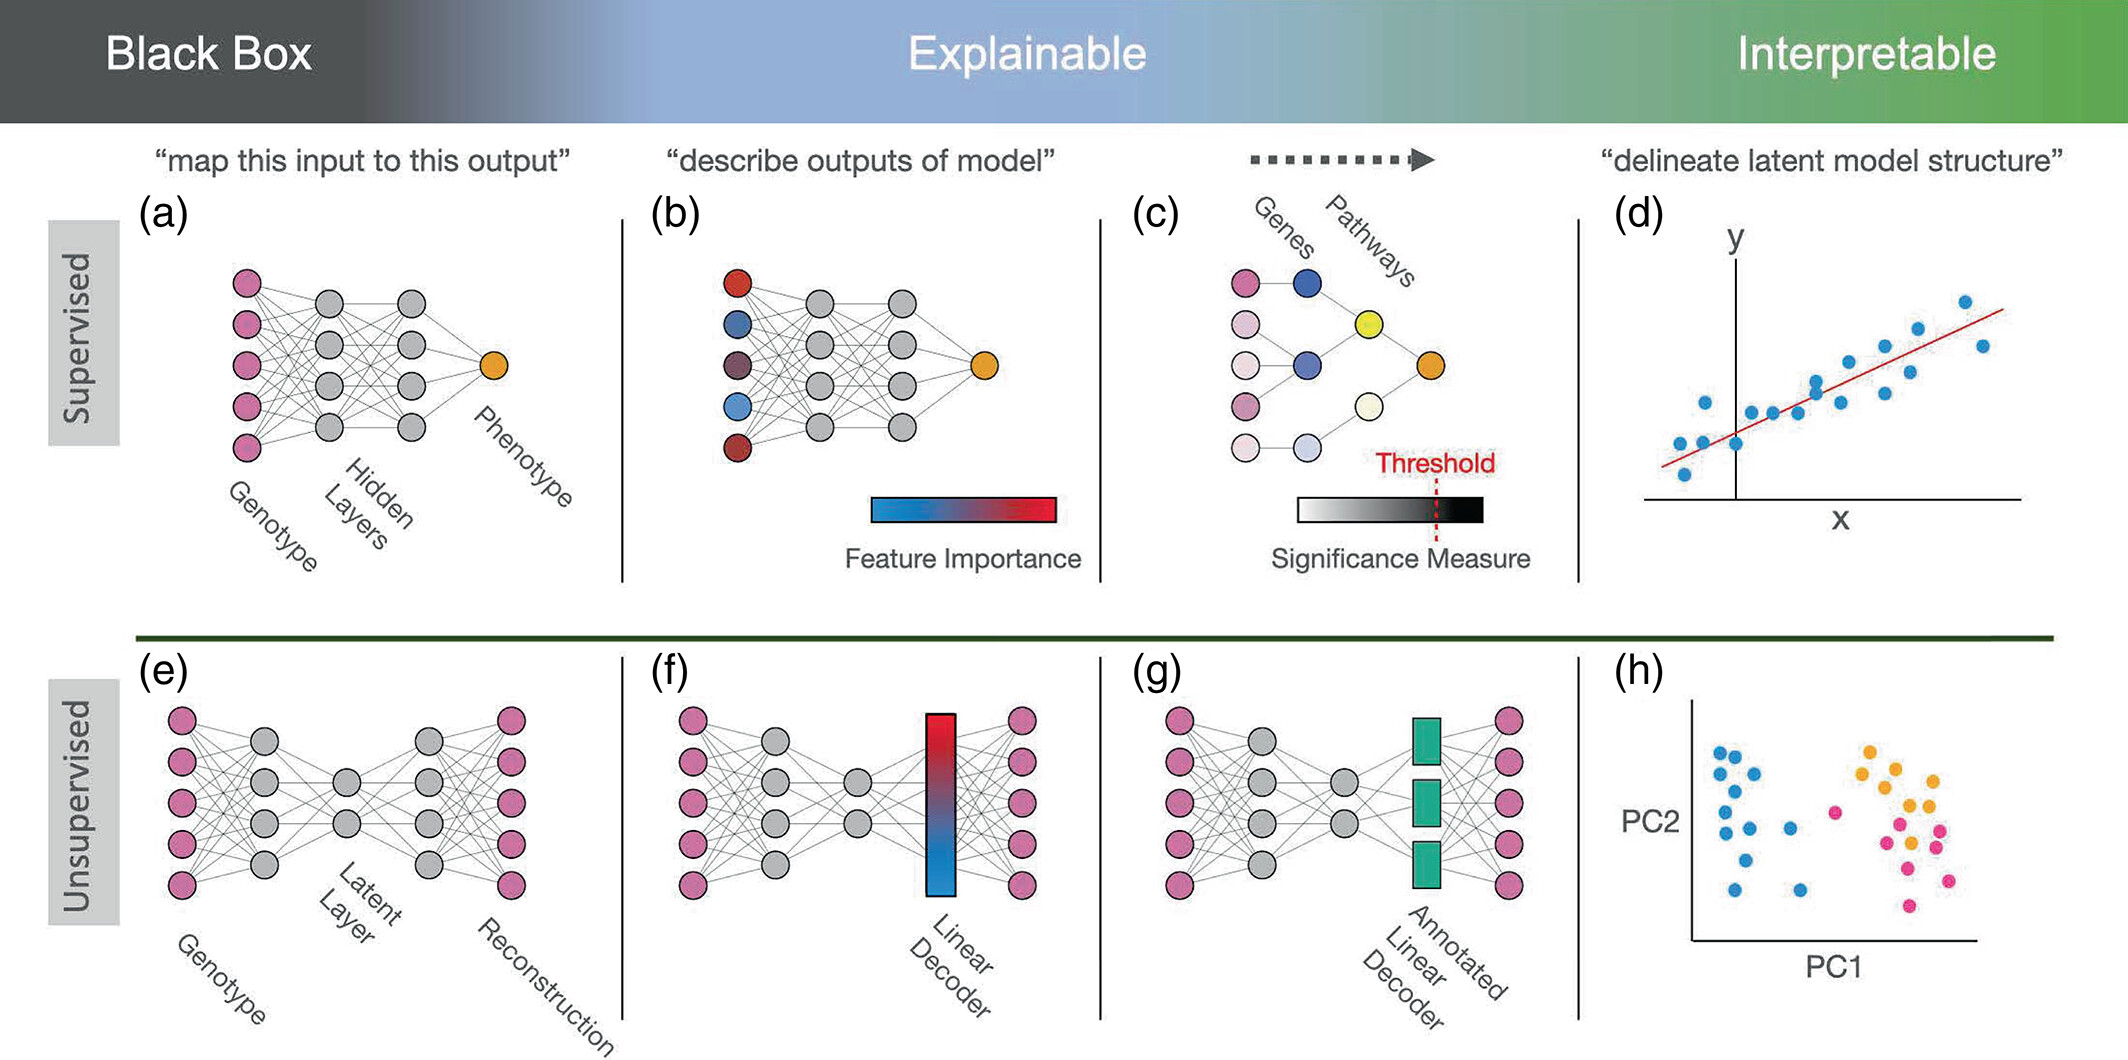 Black Box
Explainable
Interpretable
“map this input to this output”
“describe outputs of model”
“delineate latent model structure”
Supervised
(a)
Genotype
Hidden
Layers
Phenotype
(b)
Feature Importance
(c)
Genes
Pathways
Threshold
Significance Measure
(d)
y
x
Unsupervised
(e)
Genotype
Latent
Layer
Reconstruction
(f)
Linear
Decoder
(g)
Annotated
Linear
Decoder
(h)
PC2
PC1